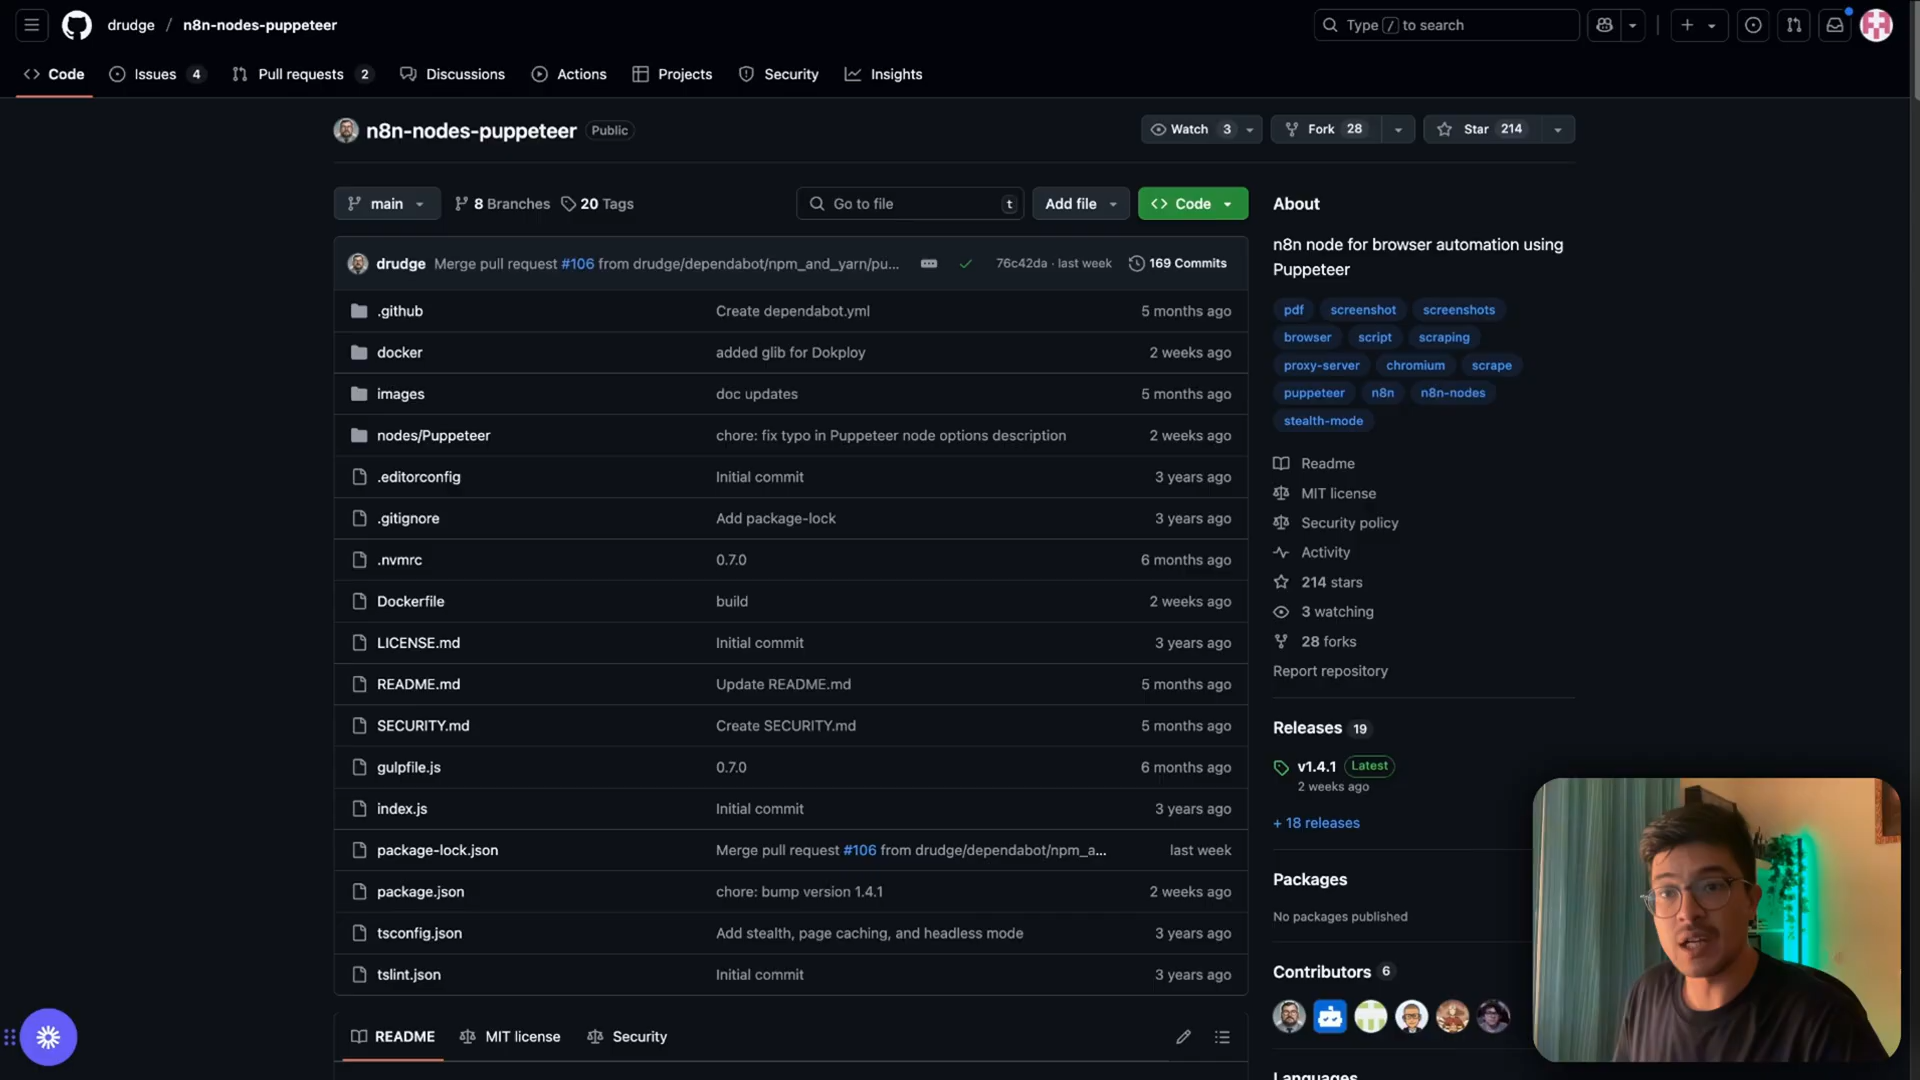 drudge / n8n-nodes-puppeteer
Type / to search
Code
Issues 4
Pull requests 2
Discussions
Actions
Projects
Security
Insights
n8n-nodes-puppeteer Public
Watch 3
Fork 28
Star 214
main
8 Branches
20 Tags
Go to file t
Add file
Code
drudge Merge pull request #106 from drudge/dependabot/npm_and_yarn/pu... 76c42da · last week 169 Commits
.github Create dependabot.yml 5 months ago
docker added glib for Dokploy 2 weeks ago
images doc updates 5 months ago
nodes/Puppeteer chore: fix typo in Puppeteer node options description 2 weeks ago
.editorconfig Initial commit 3 years ago
.gitignore Add package-lock 3 years ago
.nvmrc 0.7.0 6 months ago
Dockerfile build 2 weeks ago
LICENSE.md Initial commit 3 years ago
README.md Update README.md 5 months ago
SECURITY.md Create SECURITY.md 5 months ago
gulpfile.js 0.7.0 6 months ago
index.js Initial commit 3 years ago
package-lock.json Merge pull request #106 from drudge/dependabot/npm_a... last week
package.json chore: bump version 1.4.1 2 weeks ago
tsconfig.json Add stealth, page caching, and headless mode 3 years ago
tslint.json Initial commit 3 years ago
README
MIT license
Security
About
n8n node for browser automation using
Puppeteer
pdf screenshot screenshots
browser script scraping
proxy-server chromium scrape
puppeteer n8n n8n-nodes
stealth-mode
Readme
MIT license
Security policy
Activity
214 stars
3 watching
28 forks
Report repository
Releases 19
v1.4.1 Latest
2 weeks ago
+ 18 releases
Packages
No packages published
Contributors 6
Languages